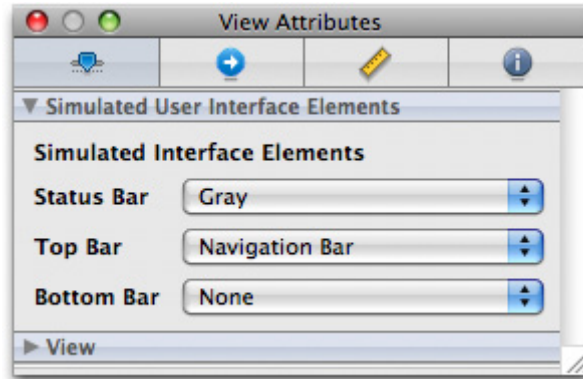 View Attributes
Simulated User Interface Elements
Simulated Interface Elements
Status Bar Gray
Top Bar Navigation Bar
Bottom Bar None
View